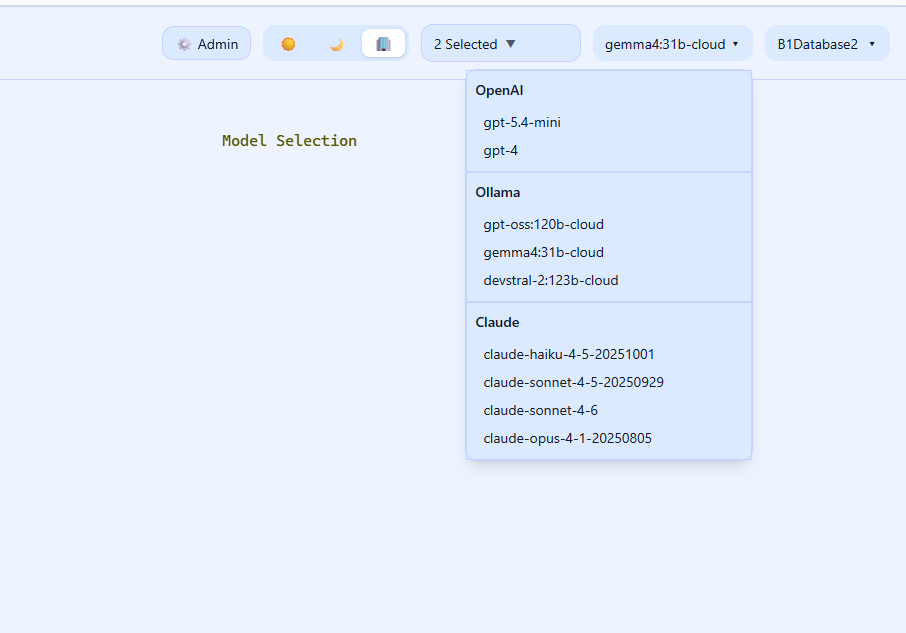 Admin
2 Selected ▼
gemma4:31b-cloud
B1Database2
Model Selection
OpenAI
gpt-5.4-mini
gpt-4
Ollama
gpt-oss:120b-cloud
gemma4:31b-cloud
devstral-2:123b-cloud
Claude
claude-haiku-4-5-20251001
claude-sonnet-4-5-20250929
claude-sonnet-4-6
claude-opus-4-1-20250805